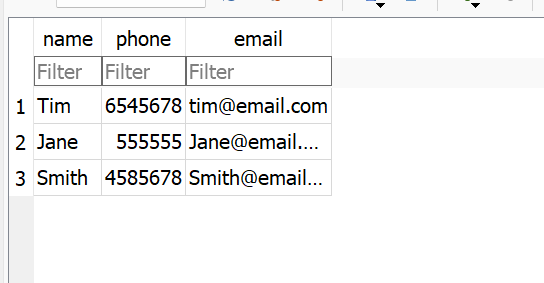 name phone email
Filter Filter Filter
1 Tim 6545678 tim@email.com
2 Jane 555555 Jane@email....
3 Smith 4585678 Smith@email...